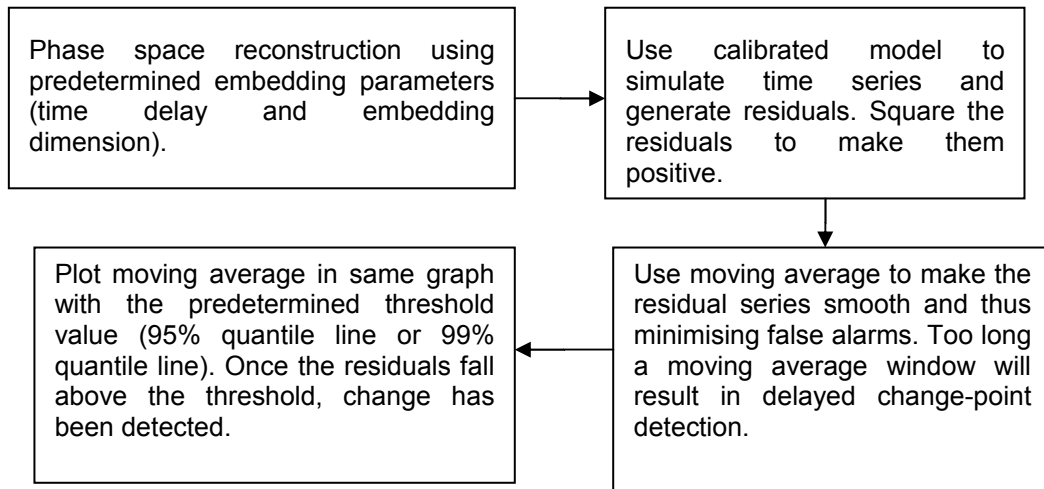 Phase space reconstruction using
predetermined embedding parameters
(time delay and embedding
dimension).
Use calibrated model to
simulate time series and
generate residuals. Square the
residuals to make them
positive.
Use moving average to make the
residual series smooth and thus
minimising false alarms. Too long
a moving average window will
result in delayed change-point
detection.
Plot moving average in same graph
with the predetermined threshold
value (95% quantile line or 99%
quantile line). Once the residuals fall
above the threshold, change has
been detected.